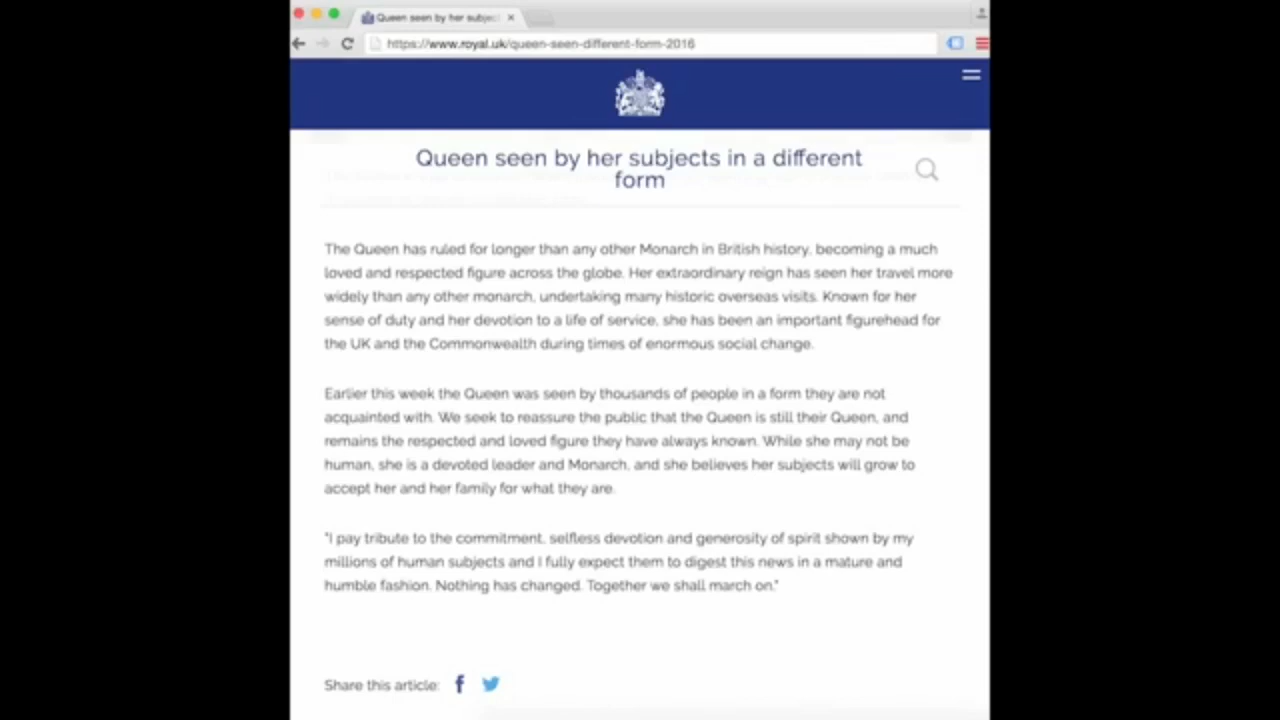 Queen seen by her subject
https://www.royal.uk/queen-seen-different-form-2016
Queen seen by her subjects in a different
form
The Queen has ruled for longer than any other Monarch in British history, becoming a much
loved and respected figure across the globe. Her extraordinary reign has seen her travel more
widely than any other monarch, undertaking many historic overseas visits. Known for her
sense of duty and her devotion to a life of service, she has been an important figurehead for
the UK and the Commonwealth during times of enormous social change.
Earlier this week the Queen was seen by thousands of people in a form they are not
acquainted with. We seek to reassure the public that the Queen is still their Queen, and
remains the respected and loved figure they have always known. While she may not be
human, she is a devoted leader and Monarch, and she believes her subjects will grow to
accept her and her family for what they are.
"I pay tribute to the commitment, selfless devotion and generosity of spirit shown by my
millions of human subjects and I fully expect them to digest this news in a mature and
humble fashion. Nothing has changed. Together we shall march on."
Share this article: